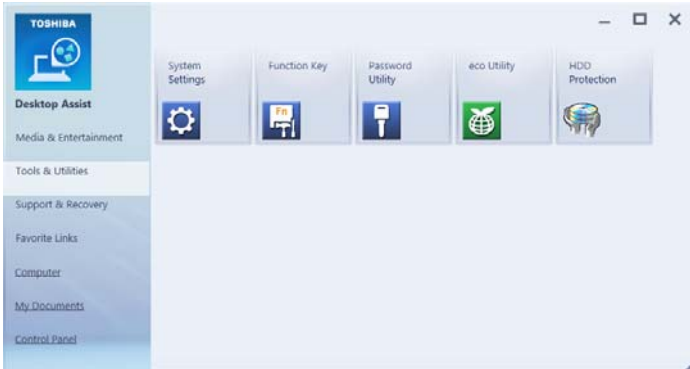 TOSHIBA
Desktop Assist
Media & Entertainment
Tools & Utilities
Support & Recovery
Favorite Links
Computer
My Documents
Control Panel
System
Settings
Function Key
Fn
Password
Utility
eco Utility
HDD
Protection